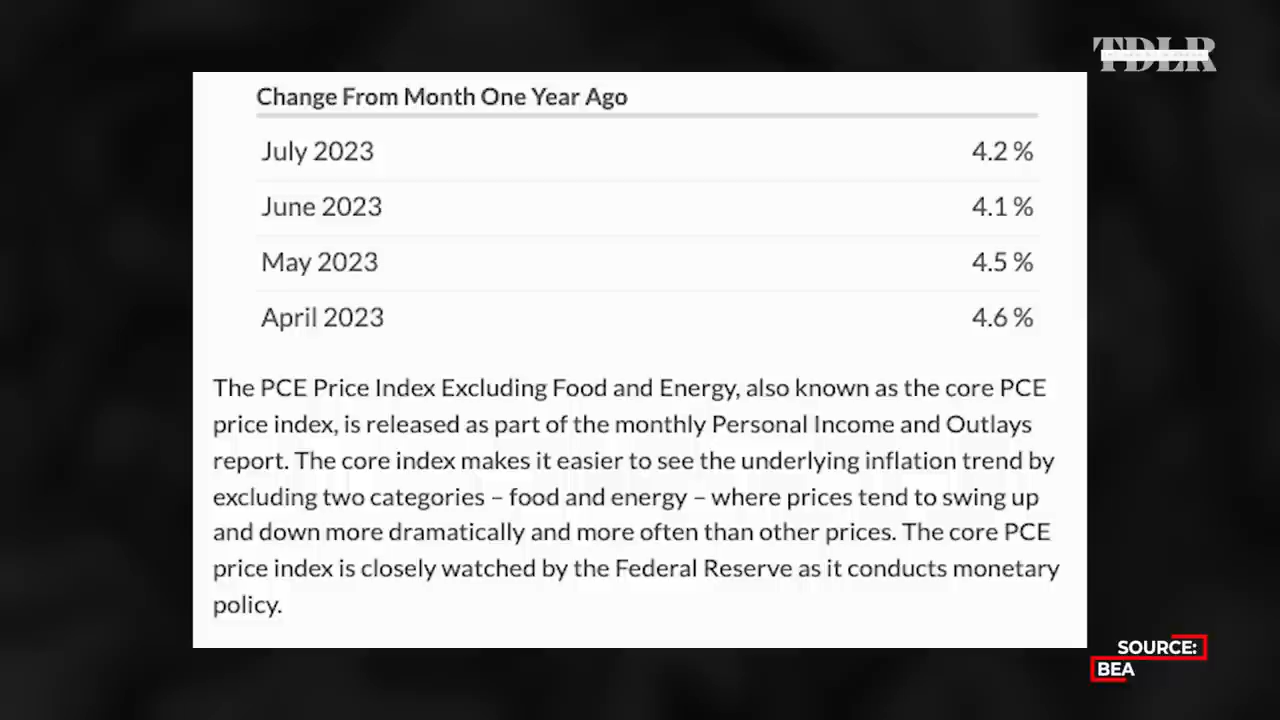 TDLR
Change From Month One Year Ago
July 2023 4.2 %
June 2023 4.1 %
May 2023 4.5 %
April 2023 4.6 %
The PCE Price Index Excluding Food and Energy, also known as the core PCE
price index, is released as part of the monthly Personal Income and Outlays
report. The core index makes it easier to see the underlying inflation trend by
excluding two categories – food and energy – where prices tend to swing up
and down more dramatically and more often than other prices. The core PCE
price index is closely watched by the Federal Reserve as it conducts monetary
policy.
SOURCE:
BEA